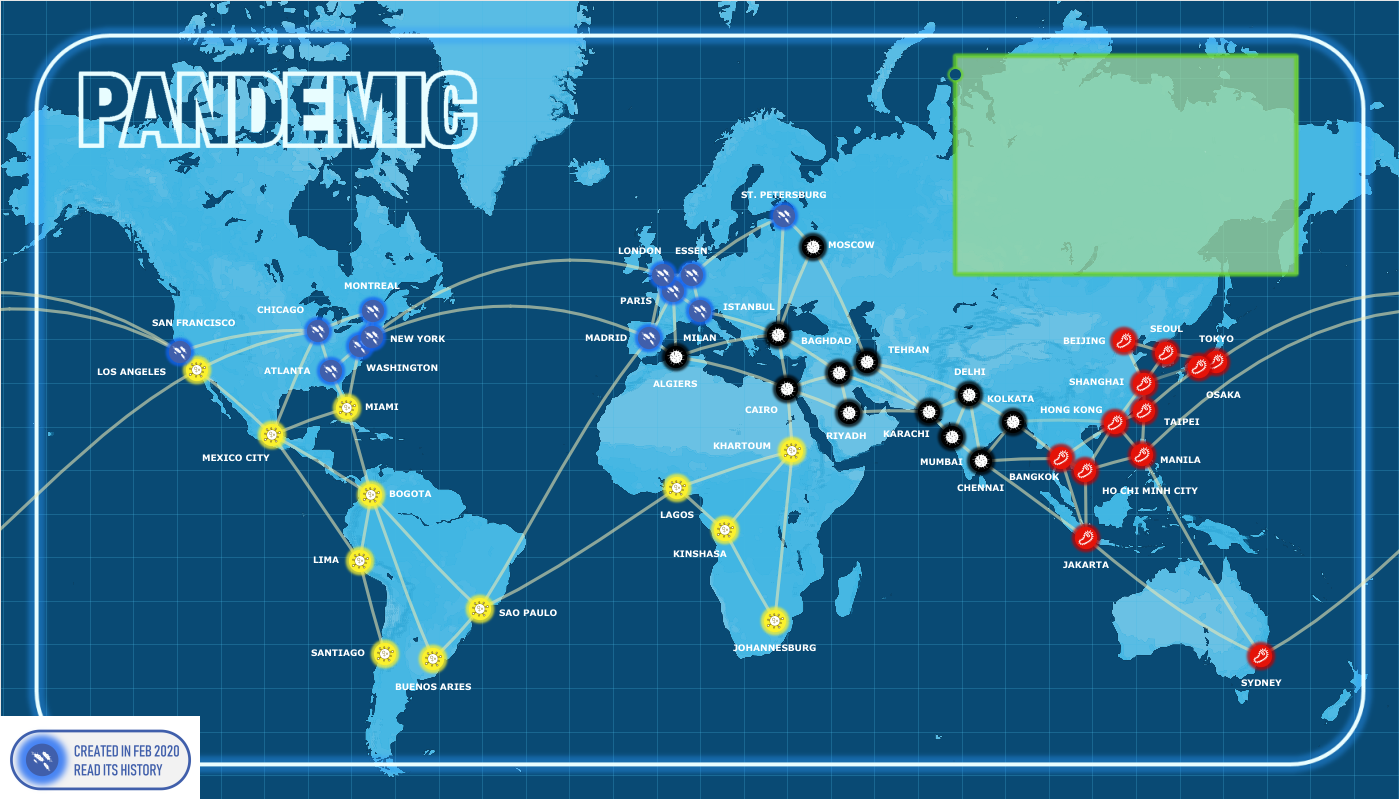 PANDEMIC
ST. PETERSBURG
MOSCOW
LONDON
ESSEN
PARIS
ISTANBUL
MONTREAL
CHICAGO
SAN FRANCISCO
NEW YORK
MADRID
MILAN
BAGHDAD
TEHRAN
BEIJING
SEOUL
TOKYO
LOS ANGELES
ATLANTA
WASHINGTON
ALGIERS
DELHI
SHANGHAI
OSAKA
MIAMI
CAIRO
KOLKATA
HONG KONG
TAIPEI
RIYADH
KARACHI
MEXICO CITY
KHARTOUM
MUMBAI
MANILA
BANGKOK
CHENNAI
HO CHI MINH CITY
BOGOTA
LAGOS
KINSHASA
LIMA
JAKARTA
SAO PAULO
SANTIAGO
JOHANNESBURG
BUENOS ARIES
SYDNEY
CREATED IN FEB 2020
READ ITS HISTORY